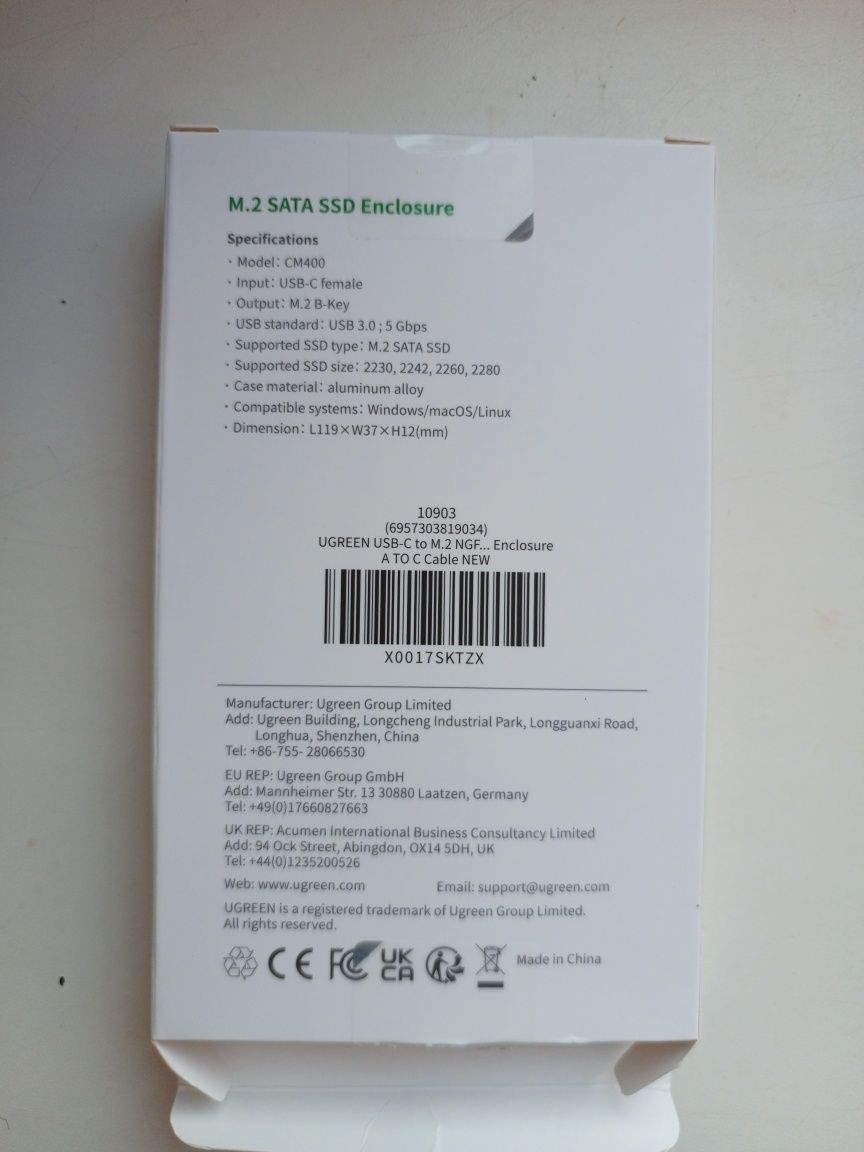 M.2 SATA SSD Enclosure
Specifications
· Model: CM400
· Input: USB-C female
· Output: M.2 B-Key
· USB standard: USB 3.0 ; 5 Gbps
· Supported SSD type: M.2 SATA SSD
· Supported SSD size: 2230, 2242, 2260, 2280
· Case material: aluminum alloy
· Compatible systems: Windows/macOS/Linux
· Dimension: L119×W37×H12(mm)
10903
(6957303819034)
UGREEN USB-C to M.2 NGF... Enclosure
A TO C Cable NEW
X0017SKTZX
Manufacturer: Ugreen Group Limited
Add: Ugreen Building, Longcheng Industrial Park, Longguanxi Road,
Longhua, Shenzhen, China
Tel: +86-755- 28066530
EU REP: Ugreen Group GmbH
Add: Mannheimer Str. 13 30880 Laatzen, Germany
Tel: +49(0)17660827663
UK REP: Acumen International Business Consultancy Limited
Add: 94 Ock Street, Abingdon, OX14 5DH, UK
Tel: +44(0)1235200526
Web: www.ugreen.com Email: support@ugreen.com
UGREEN is a registered trademark of Ugreen Group Limited.
All rights reserved.
CE FC UK CA Made in China